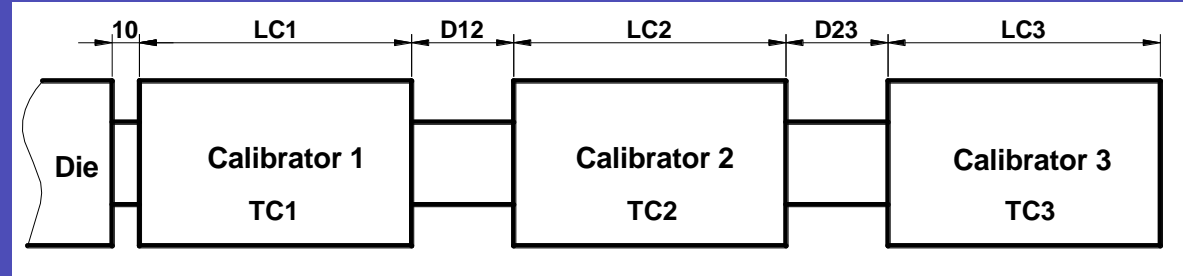 10 LC1 D12 LC2 D23 LC3
Die
Calibrator 1
TC1
Calibrator 2
TC2
Calibrator 3
TC3